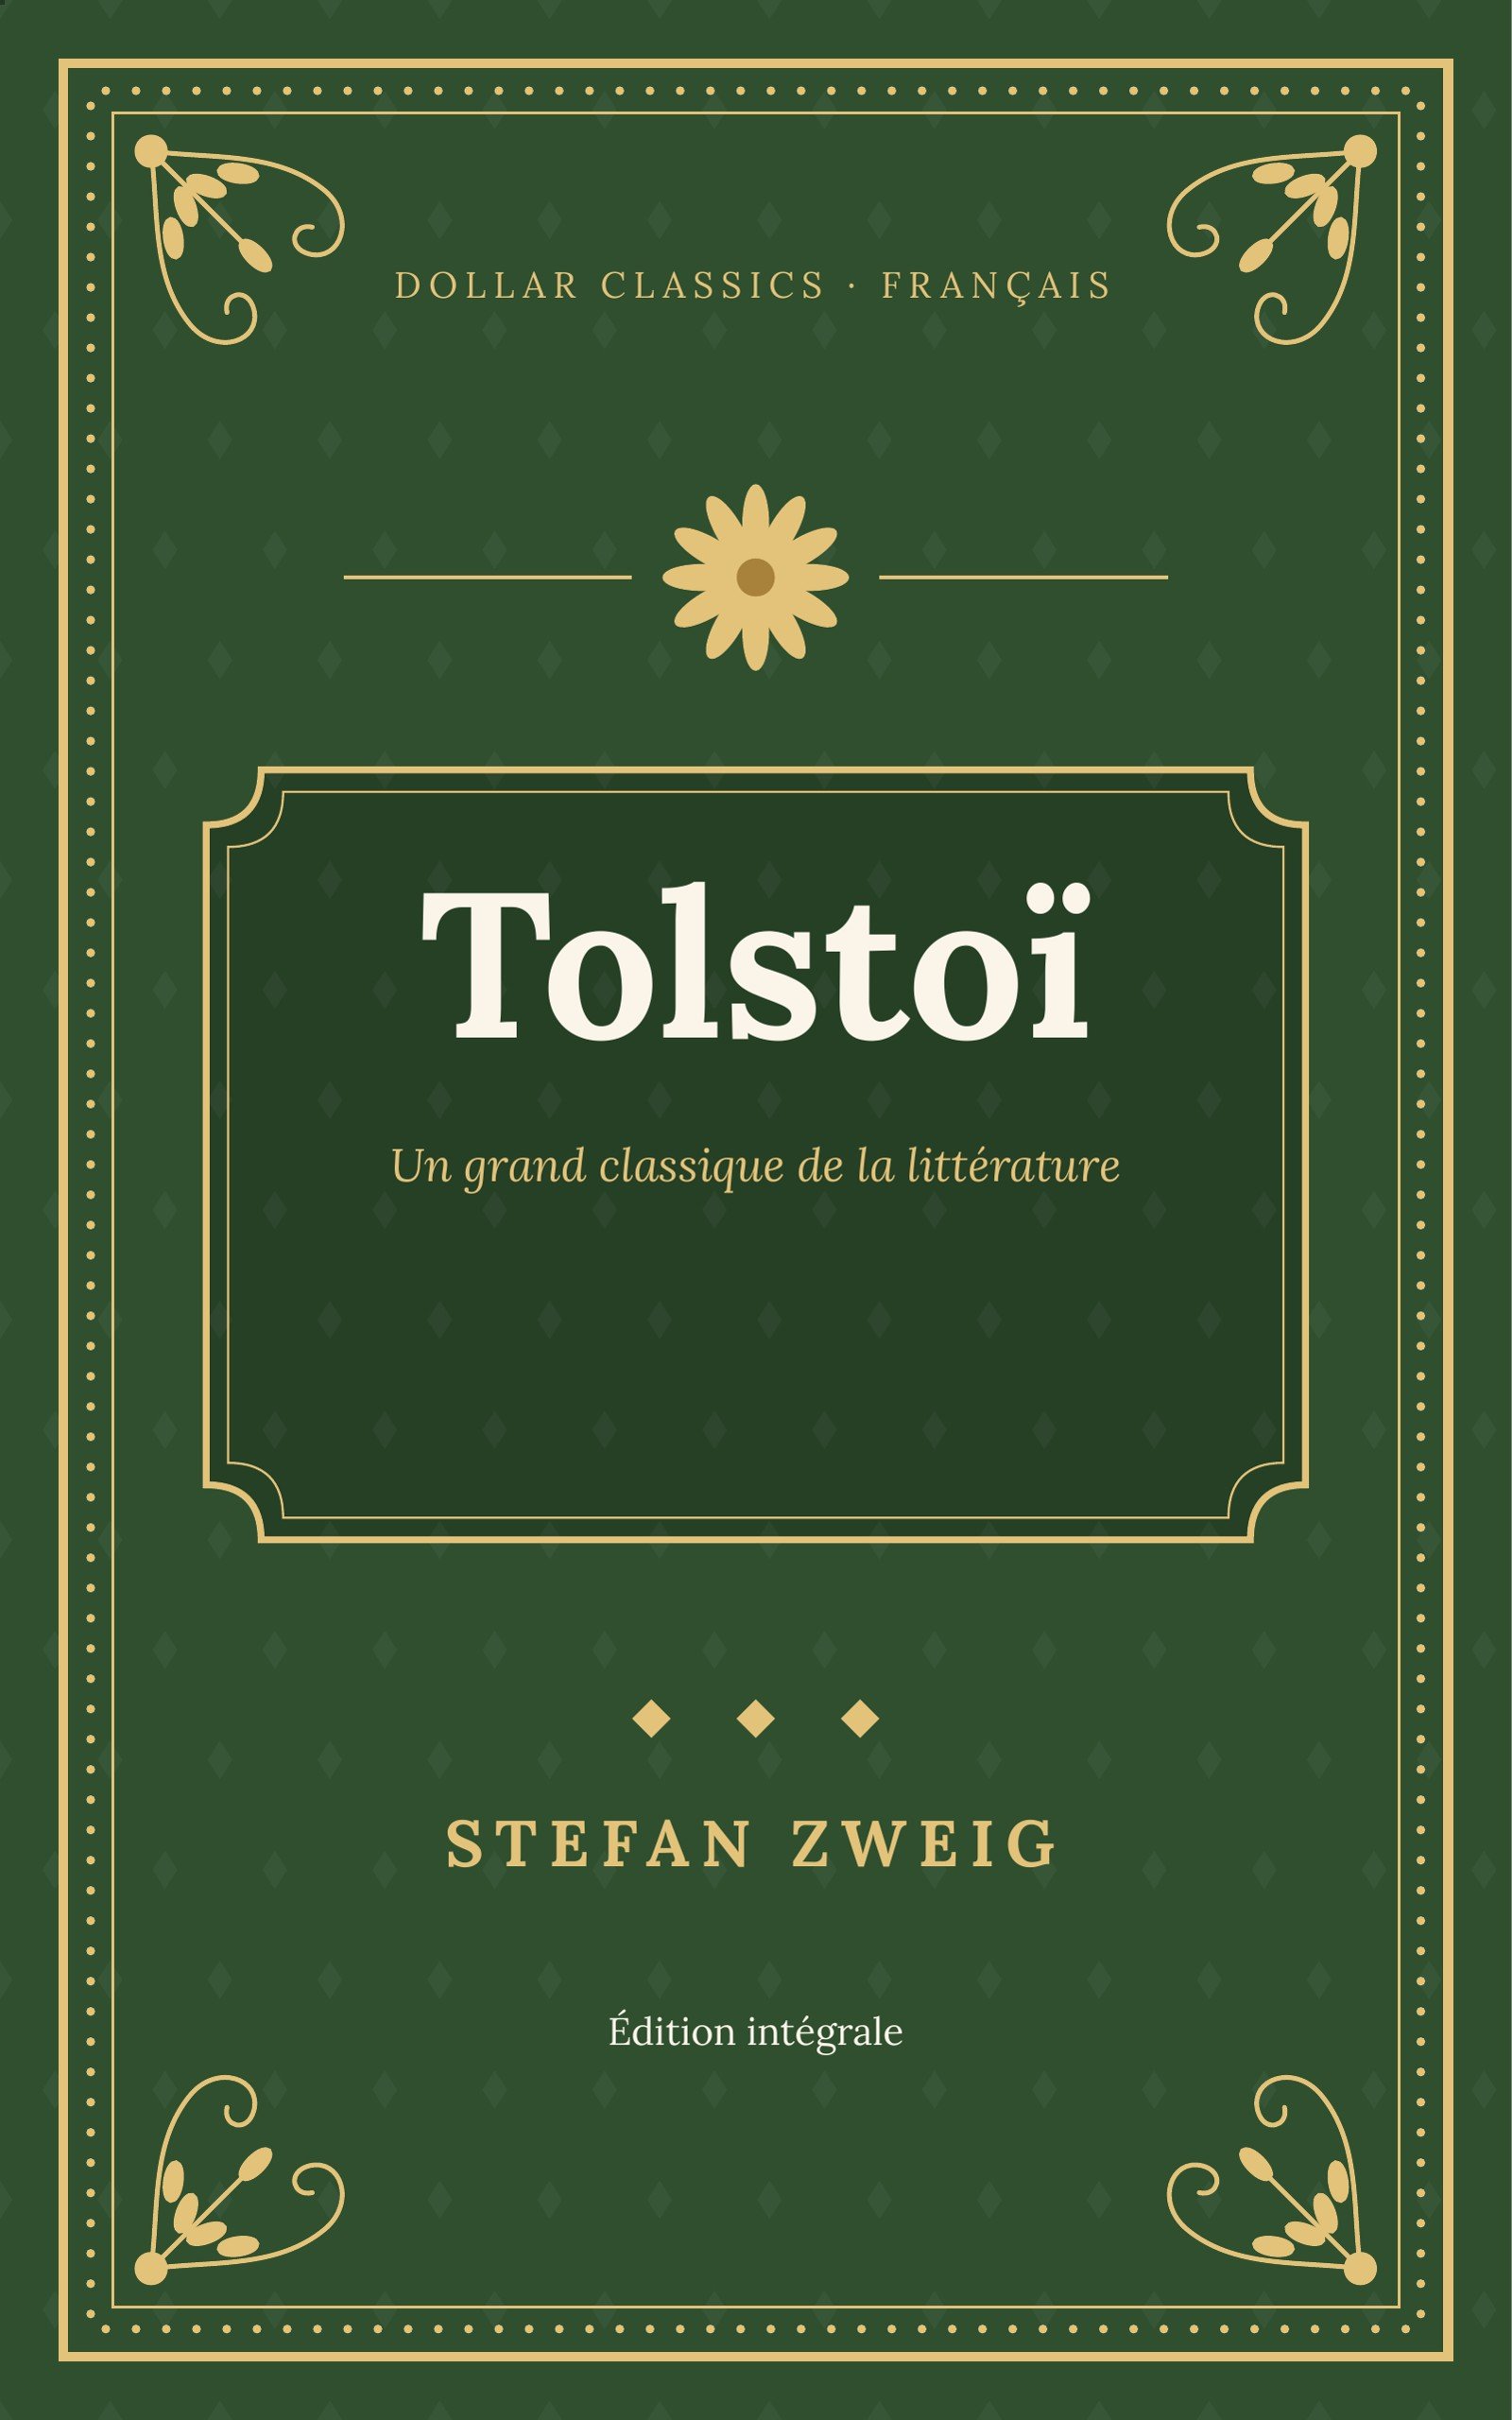 DOLLAR CLASSICS · FRANÇAIS
Tolstoï
Un grand classique de la littérature
STEFAN ZWEIG
Édition intégrale